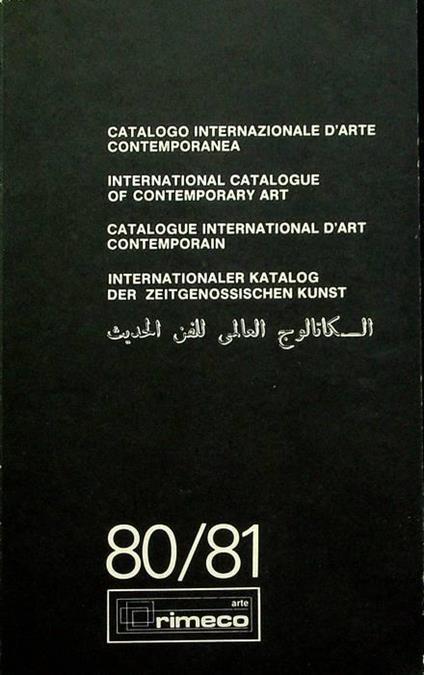 CATALOGO INTERNAZIONALE D'ARTE
CONTEMPORANEA
INTERNATIONAL CATALOGUE
OF CONTEMPORARY ART
CATALOGUE INTERNATIONAL D'ART
CONTEMPORAIN
INTERNATIONALER KATALOG
DER ZEITGENOSSISCHEN KUNST
الـكاتالوج العالمى للفن الحديث
80/81
arte
rimeco